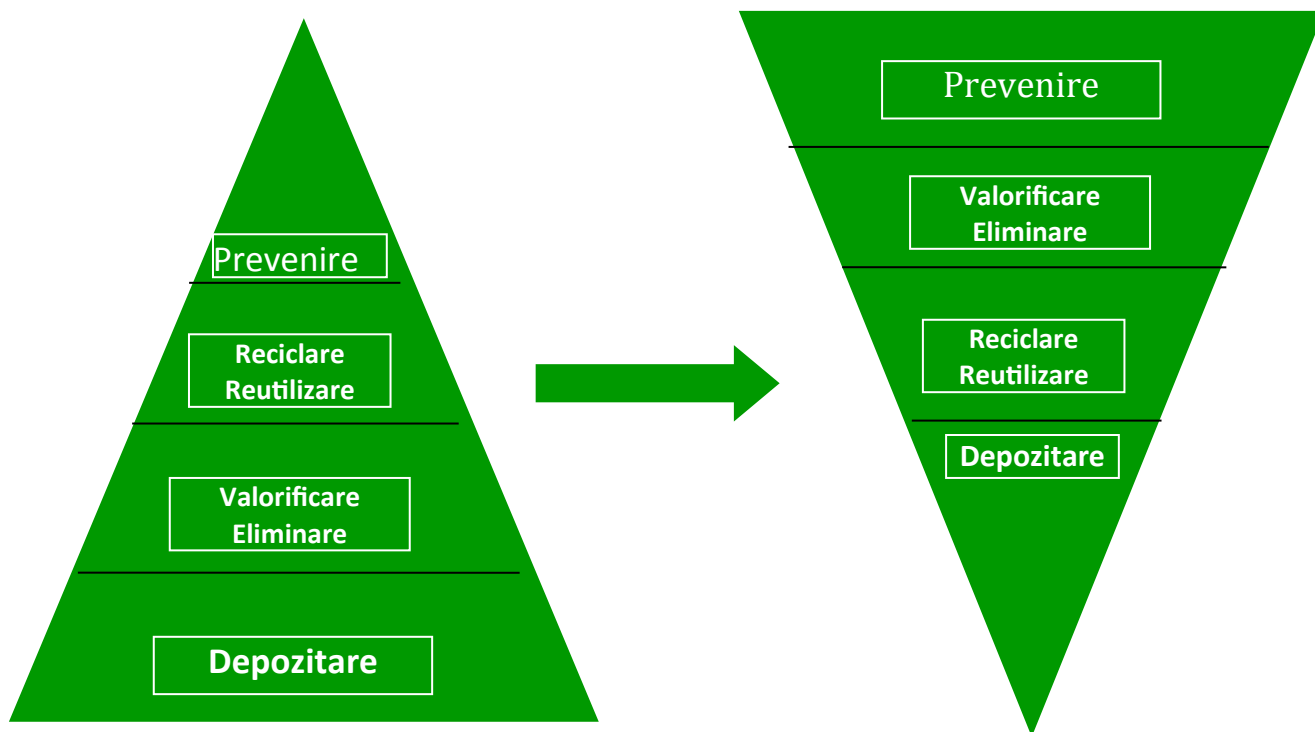 Prevenire
Reciclare
Reutilizare
Valorificare
Eliminare
Depozitare
Prevenire
Valorificare
Eliminare
Reciclare
Reutilizare
Depozitare